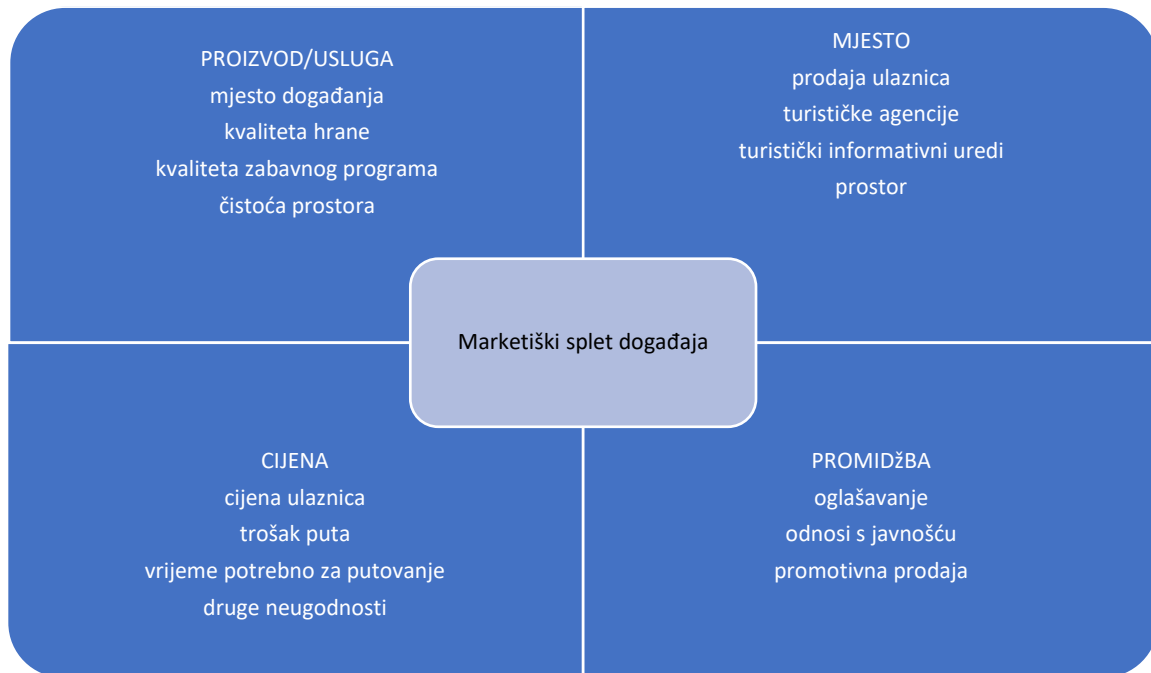 PROIZVOD/USLUGA
mjesto događanja
kvaliteta hrane
kvaliteta zabavnog programa
čistoća prostora
MJESTO
prodaja ulaznica
turističke agencije
turistički informativni uredi
prostor
Marketiški splet događaja
CIJENA
cijena ulaznica
trošak puta
vrijeme potrebno za putovanje
druge neugodnosti
PROMIDžBA
oglašavanje
odnosi s javnošću
promotivna prodaja